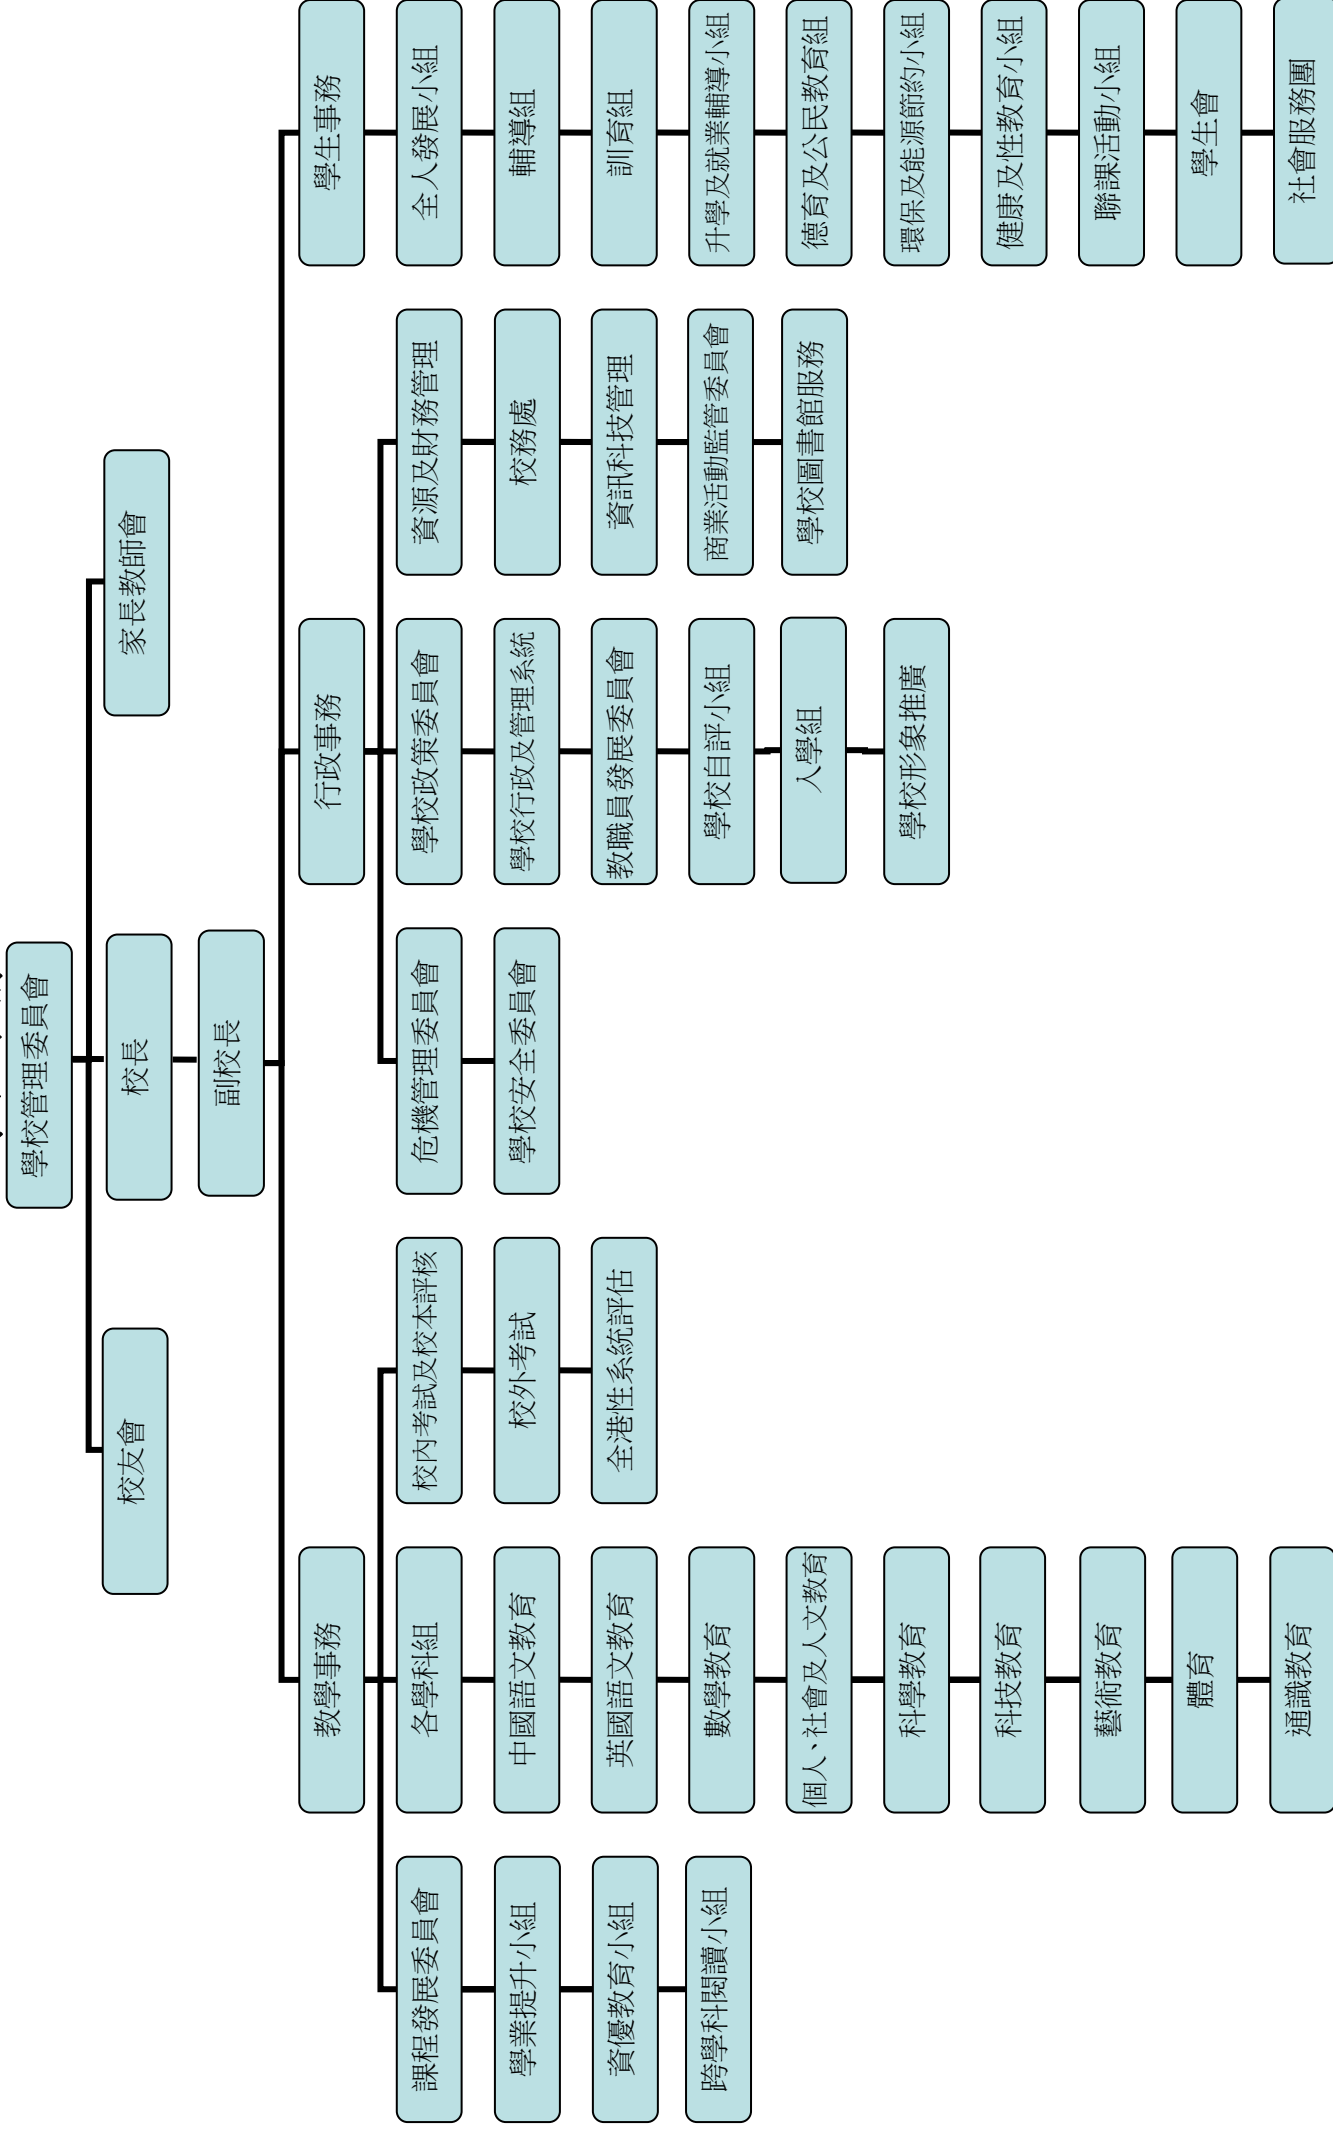 學校管理委員會
校友會
校長
家長教師會
副校長
教學事務
行政事務
學生事務
課程發展委員會
學業提升小組
資優教育小組
跨學科閱讀小組
各學科組
中國語文教育
英國語文教育
數學教育
個人、社會及人文教育
科學教育
科技教育
藝術教育
體育
通識教育
校內考試及校本評核
校外考試
全港性系統評估
危機管理委員會
學校安全委員會
學校政策委員會
學校行政及管理系統
教職員發展委員會
學校自評小組
入學組
學校形象推廣
資源及財務管理
校務處
資訊科技管理
商業活動監管委員會
學校圖書館服務
全人發展小組
輔導組
訓育組
升學及就業輔導小組
德育及公民教育組
環保及能源節約小組
健康及性教育小組
聯課活動小組
學生會
社會服務團